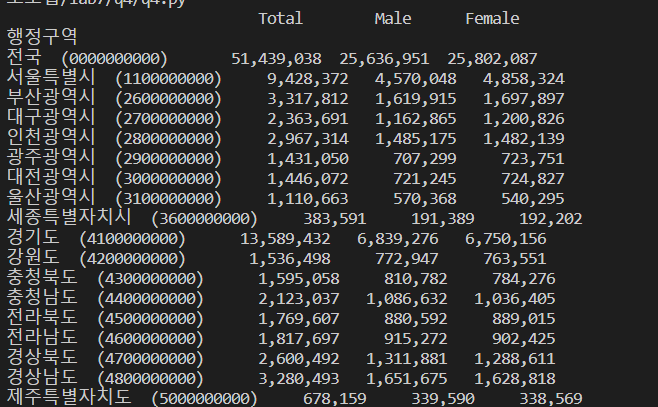 /lab7/q4/q4.py
Total Male Female
행정구역
전국 (0000000000) 51,439,038 25,636,951 25,802,087
서울특별시 (1100000000) 9,428,372 4,570,048 4,858,324
부산광역시 (2600000000) 3,317,812 1,619,915 1,697,897
대구광역시 (2700000000) 2,363,691 1,162,865 1,200,826
인천광역시 (2800000000) 2,967,314 1,485,175 1,482,139
광주광역시 (2900000000) 1,431,050 707,299 723,751
대전광역시 (3000000000) 1,446,072 721,245 724,827
울산광역시 (3100000000) 1,110,663 570,368 540,295
세종특별자치시 (3600000000) 383,591 191,389 192,202
경기도 (4100000000) 13,589,432 6,839,276 6,750,156
강원도 (4200000000) 1,536,498 772,947 763,551
충청북도 (4300000000) 1,595,058 810,782 784,276
충청남도 (4400000000) 2,123,037 1,086,632 1,036,405
전라북도 (4500000000) 1,769,607 880,592 889,015
전라남도 (4600000000) 1,817,697 915,272 902,425
경상북도 (4700000000) 2,600,492 1,311,881 1,288,611
경상남도 (4800000000) 3,280,493 1,651,675 1,628,818
제주특별자치도 (5000000000) 678,159 339,590 338,569